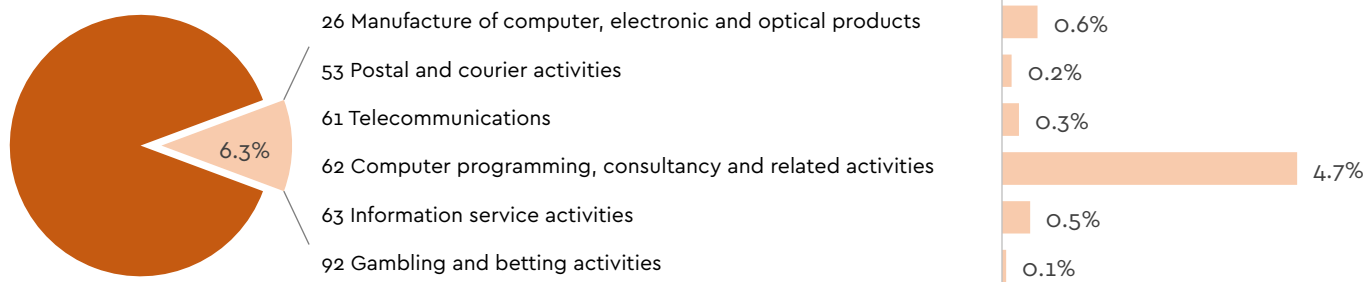 26 Manufacture of computer, electronic and optical products 0.6%
53 Postal and courier activities 0.2%
61 Telecommunications 0.3%
6.3%
62 Computer programming, consultancy and related activities 4.7%
63 Information service activities 0.5%
92 Gambling and betting activities 0.1%